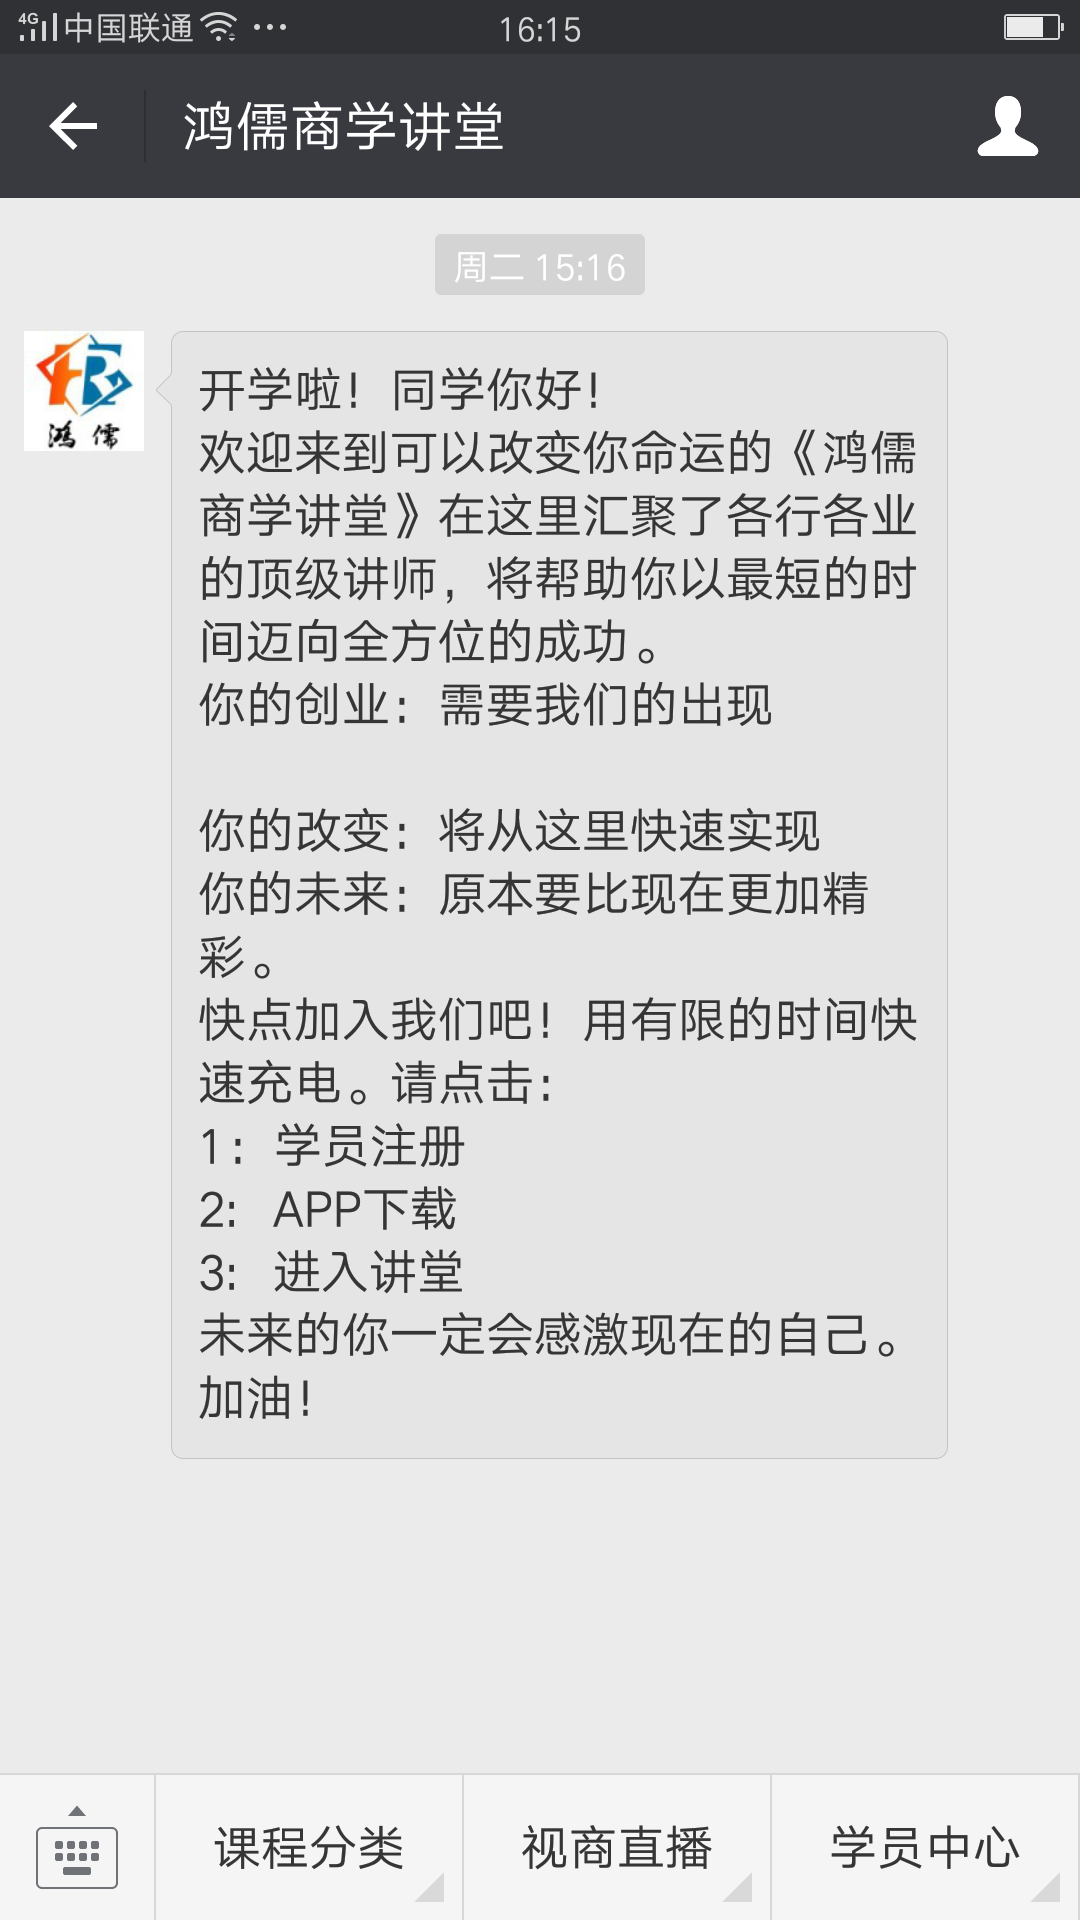 4G 中国联通 ··· 16:15
鸿儒商学讲堂
周二 15:16
鸿儒
开学啦！同学你好！
欢迎来到可以改变你命运的《鸿儒
商学讲堂》在这里汇聚了各行各业
的顶级讲师，将帮助你以最短的时
间迈向全方位的成功。
你的创业：需要我们的出现
你的改变：将从这里快速实现
你的未来：原本要比现在更加精
彩。
快点加入我们吧！用有限的时间快
速充电。请点击：
1：学员注册
2：APP下载
3：进入讲堂
未来的你一定会感激现在的自己。
加油！
课程分类
视商直播
学员中心